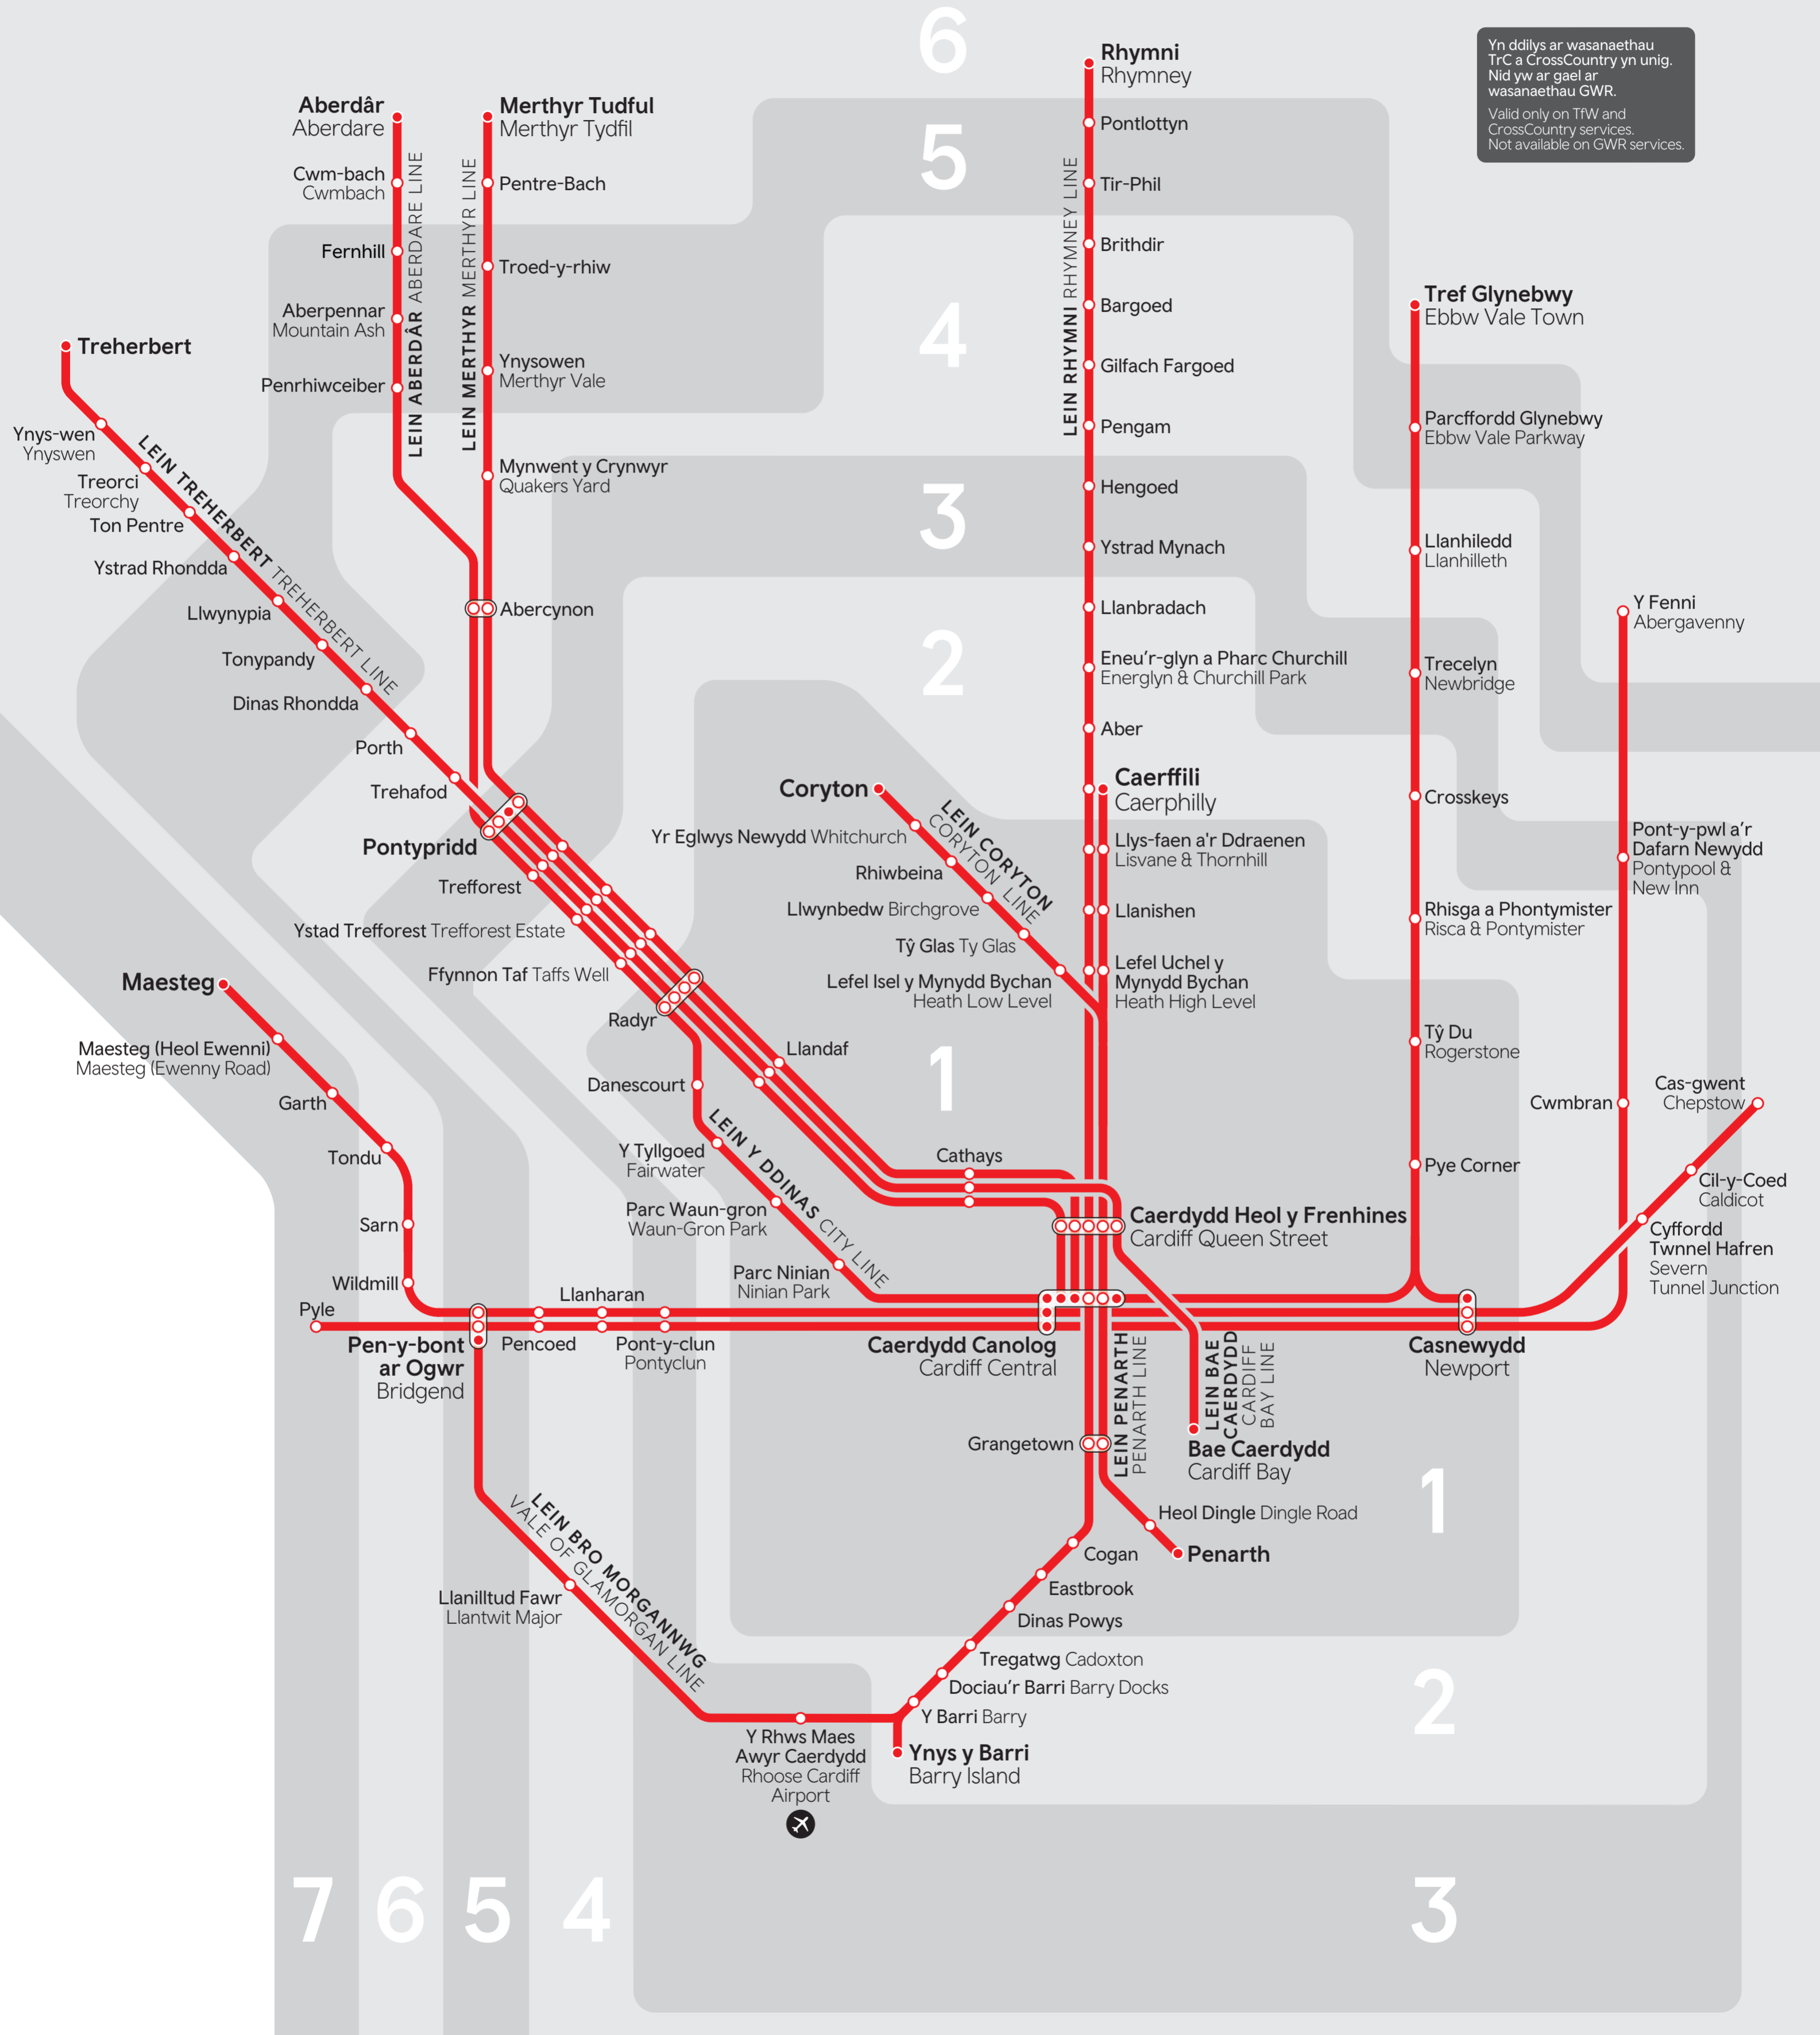 6
Rhymni
Rhymney
Yn ddilys ar wasanaethau
TrC a CrossCountry yn unig.
Nid yw ar gael ar
wasanaethau GWR.
Valid only on TfW and
CrossCountry services.
Not available on GWR services.
Aberdâr
Aberdare
Merthyr Tudful
Merthyr Tydfil
Pontlottyn
5
Cwm-bach
Cwmbach
Pentre-Bach
Tir-Phil
LEIN ABERDÂR ABERDARE LINE
LEIN MERTHYR MERTHYR LINE
LEIN RHYMNI RHYMNEY LINE
Fernhill
Troed-y-rhiw
Brithdir
Aberpennar
Mountain Ash
4
Bargoed
Tref Glynebwy
Ebbw Vale Town
Treherbert
Penrhiwceiber
Ynysowen
Merthyr Vale
Gilfach Fargoed
Ynys-wen
Ynyswen
Pengam
Parcffordd Glynebwy
Ebbw Vale Parkway
LEIN TREHERBERT TREHERBERT LINE
Treorci
Treorchy
Mynwent y Crynwyr
Quakers Yard
3
Hengoed
Ton Pentre
Ystrad Mynach
Llanhiledd
Llanhilleth
Ystrad Rhondda
Llwynypia
Abercynon
Llanbradach
Y Fenni
Abergavenny
Tonypandy
2
Eneu'r-glyn a Pharc Churchill
Energlyn & Churchill Park
Trecelyn
Newbridge
Dinas Rhondda
Porth
Aber
Trehafod
Coryton
Caerffili
Caerphilly
Crosskeys
Pontypridd
Yr Eglwys Newydd Whitchurch
LEIN CORYTON
CORYTON LINE
Llys-faen a'r Ddraenen
Lisvane & Thornhill
Pont-y-pwl a'r
Dafarn Newydd
Pontypool &
New Inn
Trefforest
Rhiwbeina
Llwynbedw Birchgrove
Llanishen
Rhisga a Phontymister
Risca & Pontymister
Ystad Trefforest Trefforest Estate
Tŷ Glas Ty Glas
Ffynnon Taf Taffs Well
Lefel Isel y Mynydd Bychan
Heath Low Level
Lefel Uchel y
Mynydd Bychan
Heath High Level
Maesteg
Radyr
Maesteg (Heol Ewenni)
Maesteg (Ewenny Road)
Llandaf
1
Tŷ Du
Rogerstone
Garth
Danescourt
Cwmbran
Cas-gwent
Chepstow
Tondu
Y Tyllgoed
Fairwater
LEIN Y DDINAS CITY LINE
Cathays
Pye Corner
Cil-y-Coed
Caldicot
Sarn
Parc Waun-gron
Waun-Gron Park
Caerdydd Heol y Frenhines
Cardiff Queen Street
Cyffordd
Twnnel Hafren
Severn
Tunnel Junction
Wildmill
Parc Ninian
Ninian Park
Pyle
Llanharan
Pen-y-bont
ar Ogwr
Bridgend
Pencoed
Pont-y-clun
Pontyclun
Caerdydd Canolog
Cardiff Central
LEIN PENARTH
PENARTH LINE
LEIN BAE
CAERDYDD
CARDIFF
BAY LINE
Casnewydd
Newport
Grangetown
Bae Caerdydd
Cardiff Bay
1
Heol Dingle Dingle Road
LEIN BRO MORGANNWG
VALE OF GLAMORGAN LINE
Cogan
Penarth
Llanilltud Fawr
Llantwit Major
Eastbrook
Dinas Powys
Tregatwg Cadoxton
Dociau'r Barri Barry Docks
2
Y Barri Barry
Y Rhws Maes
Awyr Caerdydd
Rhoose Cardiff
Airport
Ynys y Barri
Barry Island
7
6
5
4
3